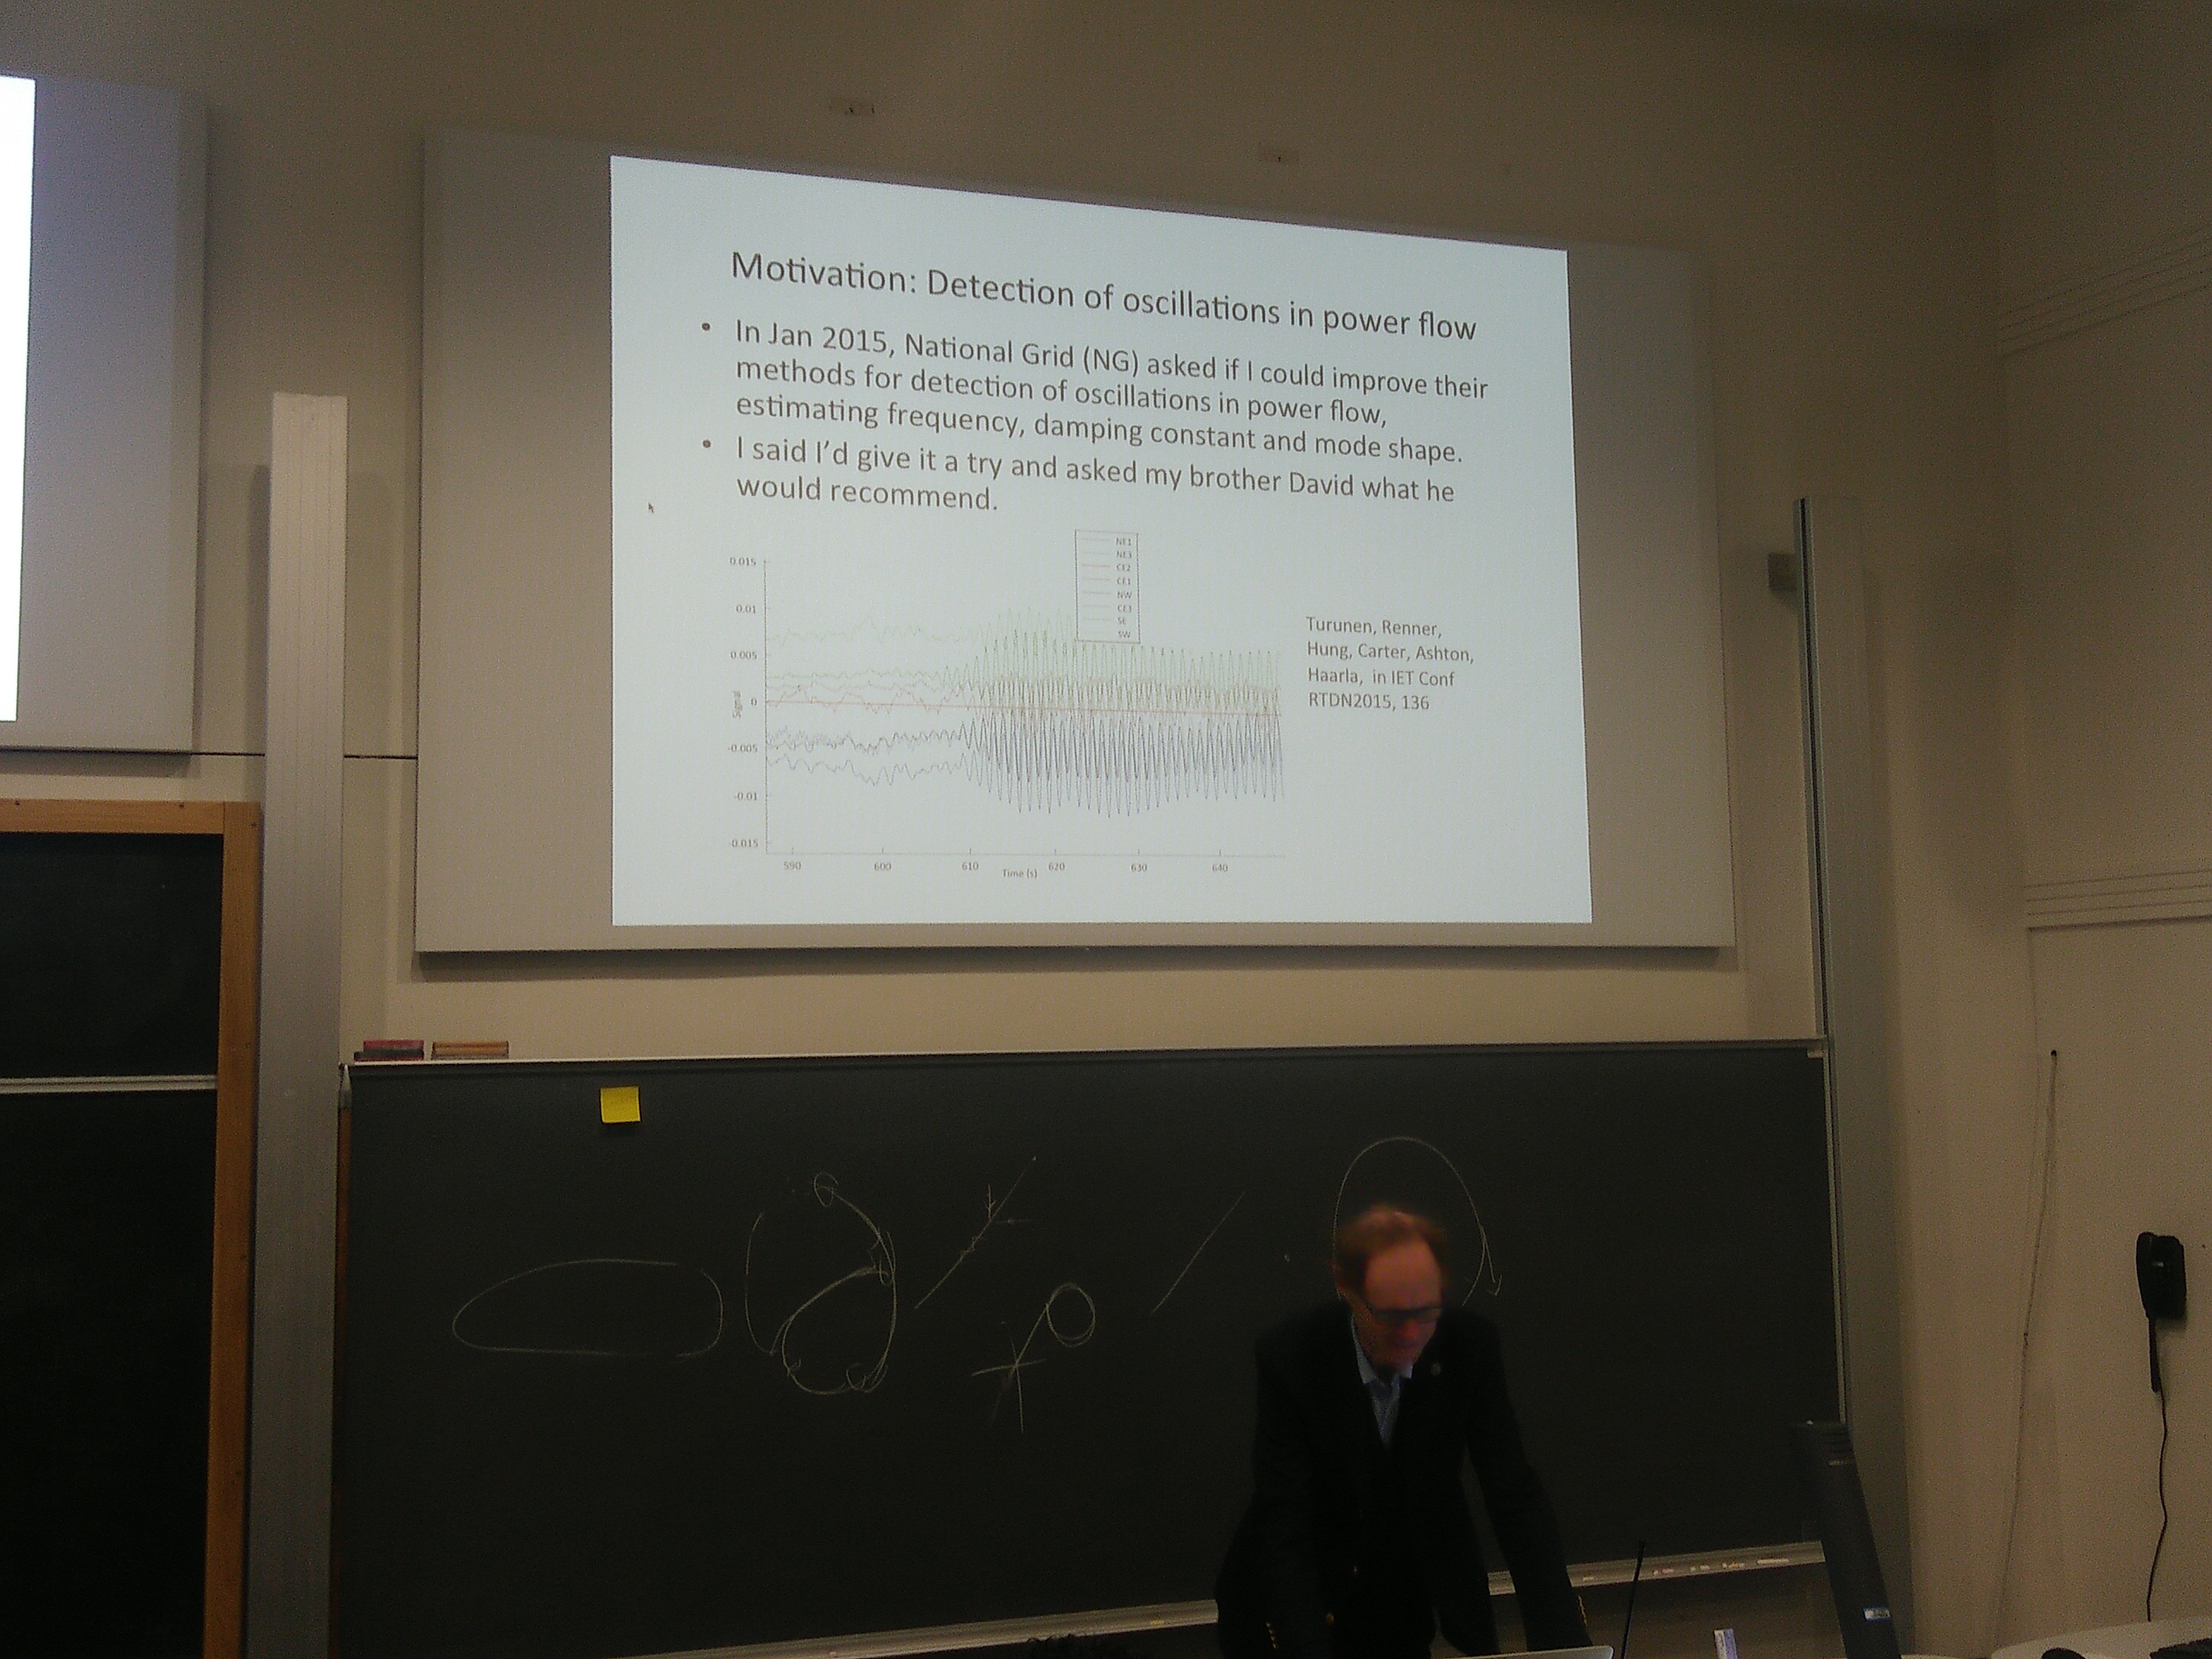 Motivation: Detection of oscillations in power flow
• In Jan 2015, National Grid (NG) asked if I could improve their
methods for detection of oscillations in power flow,
estimating frequency, damping constant and mode shape.
• I said I'd give it a try and asked my brother David what he
would recommend.
NE1
NE3
CE2
CE1
NW
CE3
SE
SW
0.015
0.01
0.005
0
-0.005
-0.01
-0.015
Signal
590 600 610 620 630 640
Time (s)
Turunen, Renner,
Hung, Carter, Ashton,
Haarla, in IET Conf
RTDN2015, 136